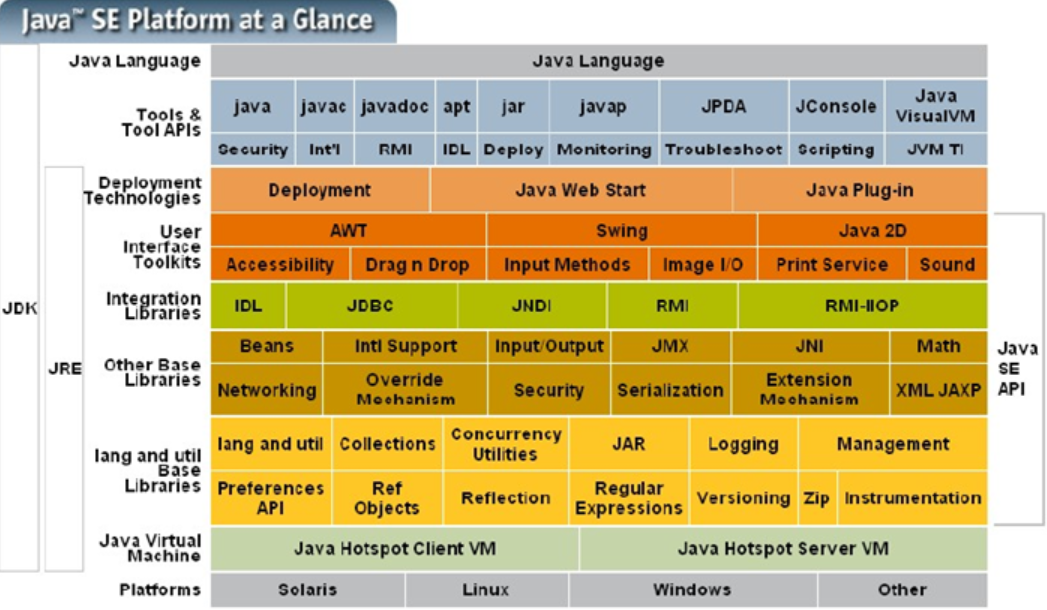 Java™ SE Platform at a Glance
Java Language
Java Language
Tools &
Tool APIs
java javac javadoc apt jar javap JPDA JConsole Java VisualVM
Security Int'l RMI IDL Deploy Monitoring Troubleshoot Scripting JVM TI
Deployment
Technologies
Deployment Java Web Start Java Plug-in
User
Interface
Toolkits
AWT Swing Java 2D
Accessibility Drag n Drop Input Methods Image I/O Print Service Sound
Integration
Libraries
IDL JDBC JNDI RMI RMI-IIOP
JDK
JRE
Other Base
Libraries
Beans Intl Support Input/Output JMX JNI Math
Networking Override Mechanism Security Serialization Extension Mechanism XML JAXP
Java
SE
API
lang and util
Base
Libraries
lang and util Collections Concurrency Utilities JAR Logging Management
Preferences API Ref Objects Reflection Regular Expressions Versioning Zip Instrumentation
Java Virtual
Machine
Java Hotspot Client VM Java Hotspot Server VM
Platforms
Solaris Linux Windows Other